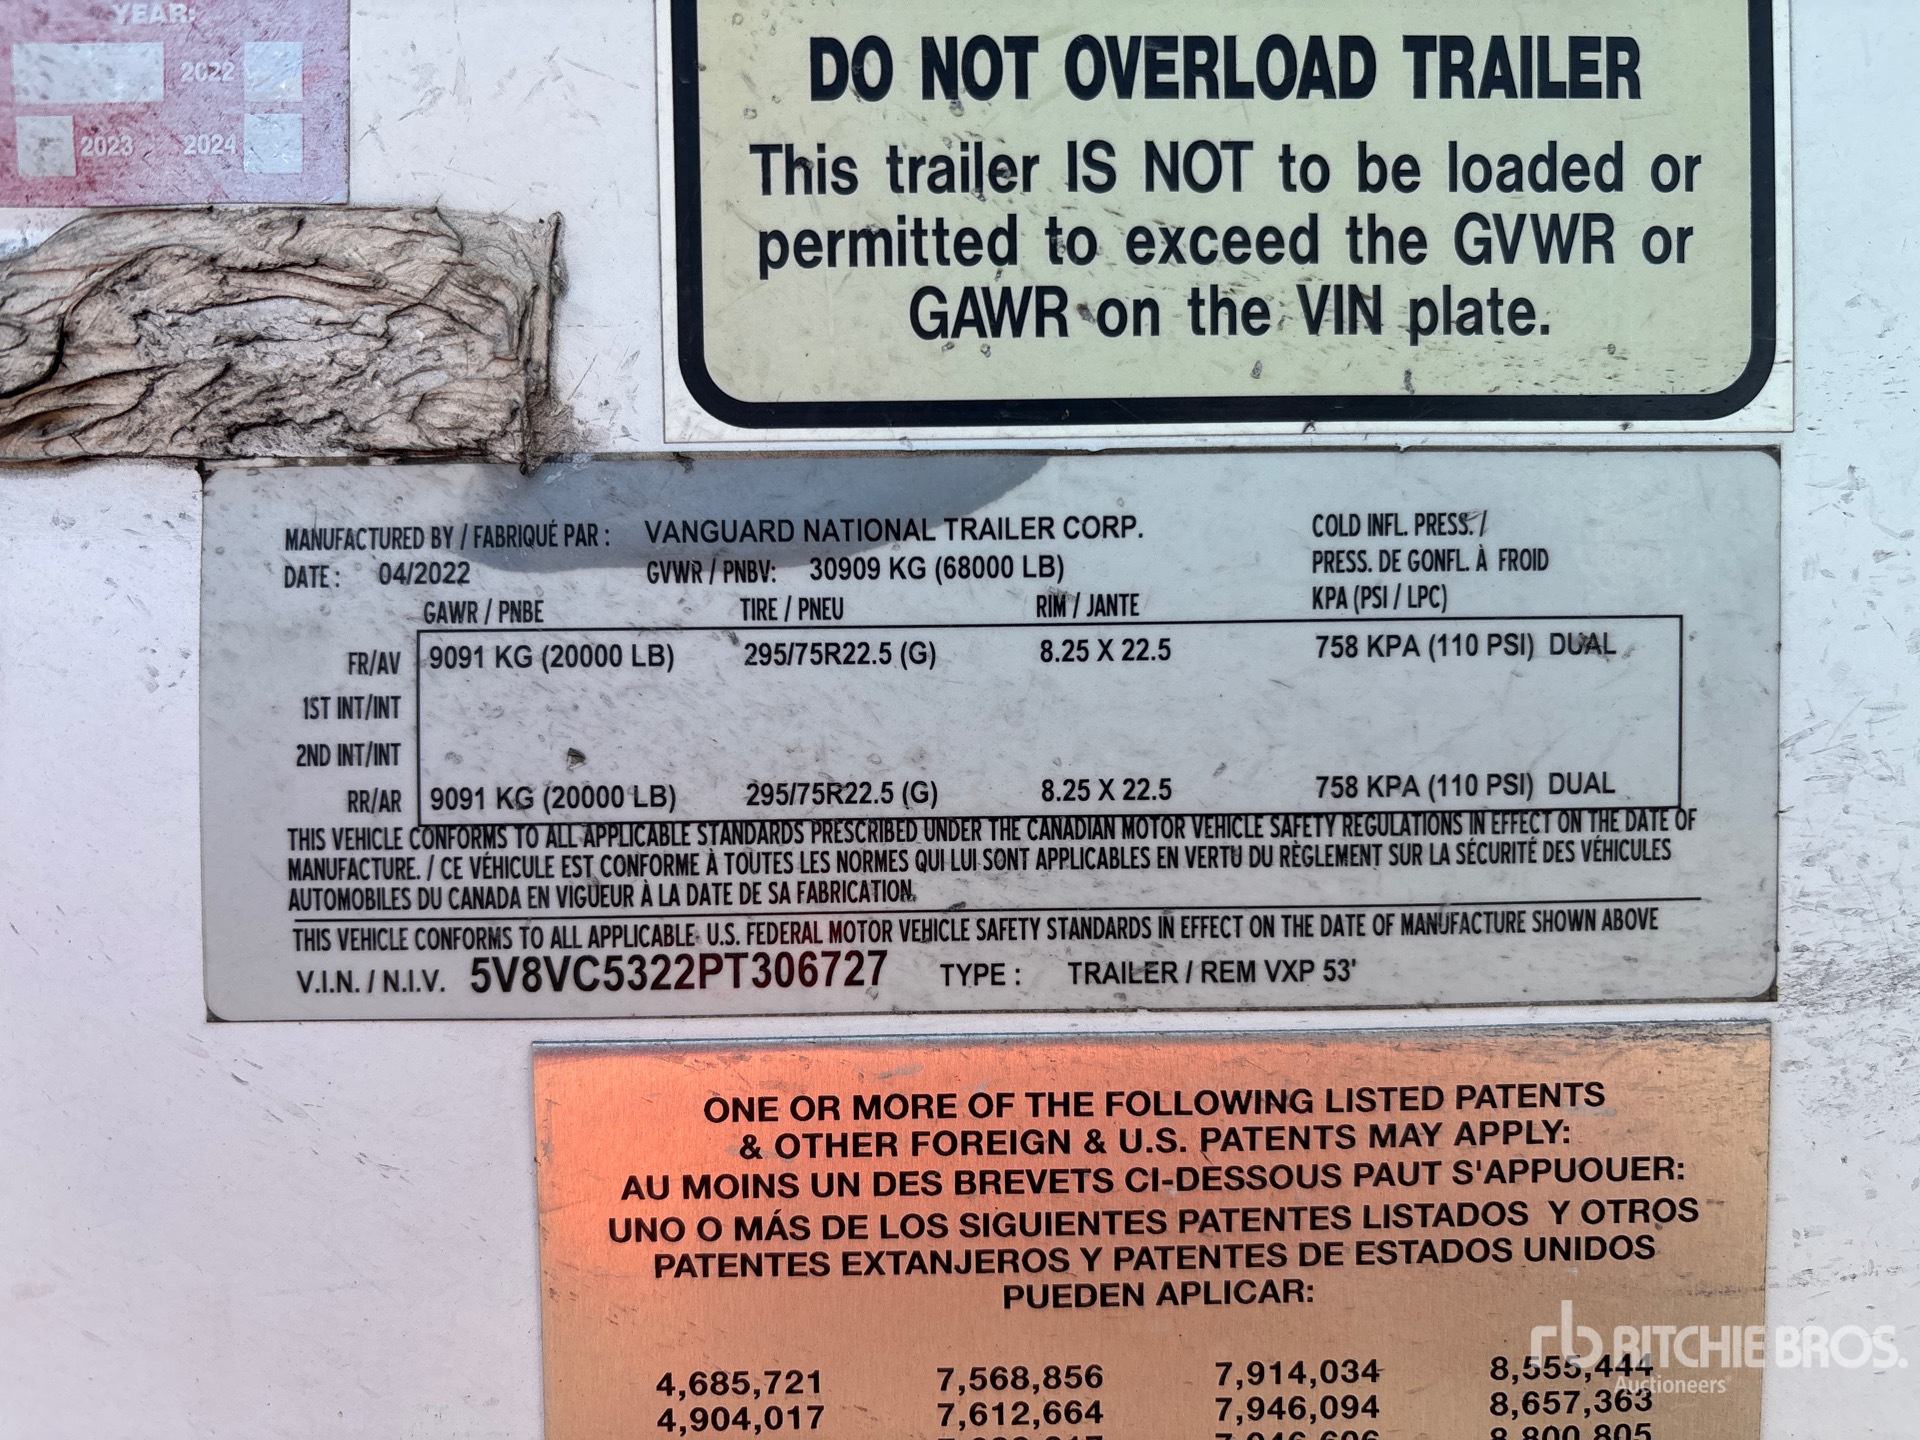 YEAR:
2022
2023 2024
DO NOT OVERLOAD TRAILER
This trailer IS NOT to be loaded or
permitted to exceed the GVWR or
GAWR on the VIN plate.
MANUFACTURED BY / FABRIQUÉ PAR : VANGUARD NATIONAL TRAILER CORP. COLD INFL. PRESS. /
DATE : 04/2022 GVWR / PNBV: 30909 KG (68000 LB) PRESS. DE GONFL. À FROID
GAWR / PNBE TIRE / PNEU RIM / JANTE KPA (PSI / LPC)
FR/AV 9091 KG (20000 LB) 295/75R22.5 (G) 8.25 X 22.5 758 KPA (110 PSI) DUAL
1ST INT/INT
2ND INT/INT
RR/AR 9091 KG (20000 LB) 295/75R22.5 (G) 8.25 X 22.5 758 KPA (110 PSI) DUAL
THIS VEHICLE CONFORMS TO ALL APPLICABLE STANDARDS PRESCRIBED UNDER THE CANADIAN MOTOR VEHICLE SAFETY REGULATIONS IN EFFECT ON THE DATE OF
MANUFACTURE. / CE VÉHICULE EST CONFORME À TOUTES LES NORMES QUI LUI SONT APPLICABLES EN VERTU DU RÈGLEMENT SUR LA SÉCURITÉ DES VÉHICULES
AUTOMOBILES DU CANADA EN VIGUEUR À LA DATE DE SA FABRICATION.
THIS VEHICLE CONFORMS TO ALL APPLICABLE U.S. FEDERAL MOTOR VEHICLE SAFETY STANDARDS IN EFFECT ON THE DATE OF MANUFACTURE SHOWN ABOVE
V.I.N. / N.I.V. 5V8VC5322PT306727 TYPE : TRAILER / REM VXP 53'
ONE OR MORE OF THE FOLLOWING LISTED PATENTS
& OTHER FOREIGN & U.S. PATENTS MAY APPLY:
AU MOINS UN DES BREVETS CI-DESSOUS PAUT S'APPUOUER:
UNO O MÁS DE LOS SIGUIENTES PATENTES LISTADOS Y OTROS
PATENTES EXTANJEROS Y PATENTES DE ESTADOS UNIDOS
PUEDEN APLICAR:
4,685,721 7,568,856 7,914,034 8,555,444
4,904,017 7,612,664 7,946,094 8,657,363
7,946,606 8,800,805
rb RITCHIE BROS.
Auctioneers